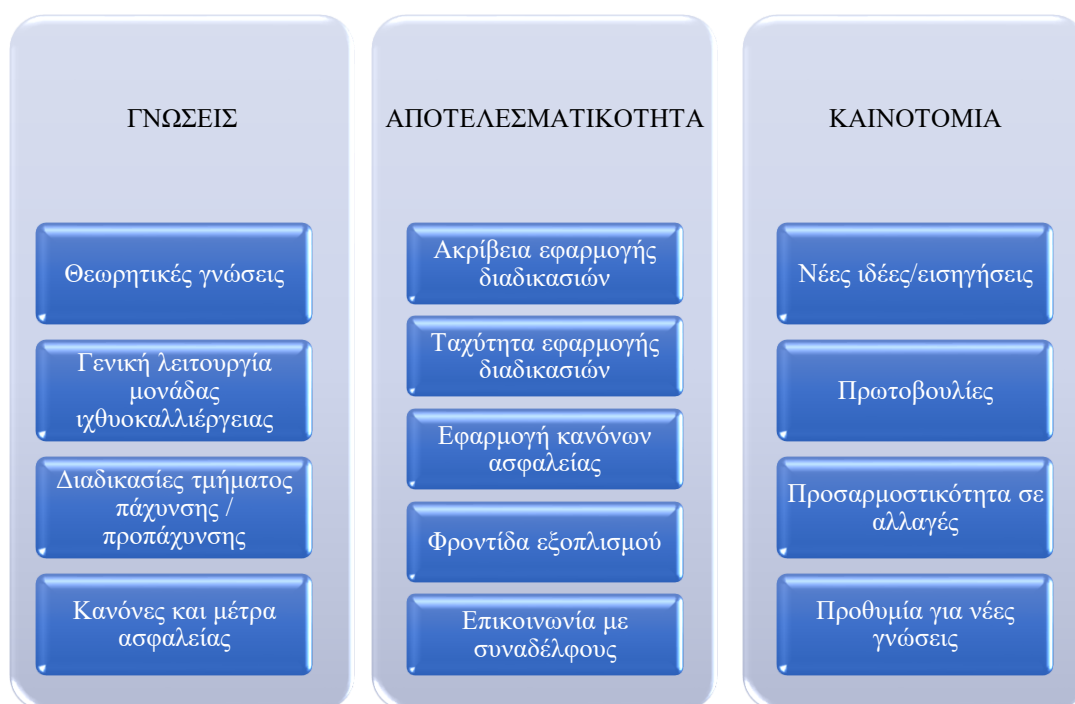 ΓΝΩΣΕΙΣ
Θεωρητικές γνώσεις
Γενική λειτουργία
μονάδας
ιχθυοκαλλιέργειας
Διαδικασίες τμήματος
πάχυνσης /
προπάχυνσης
Κανόνες και μέτρα
ασφαλείας
ΑΠΟΤΕΛΕΣΜΑΤΙΚΟΤΗΤΑ
Ακρίβεια εφαρμογής
διαδικασιών
Ταχύτητα εφαρμογής
διαδικασιών
Εφαρμογή κανόνων
ασφαλείας
Φροντίδα εξοπλισμού
Επικοινωνία με
συναδέλφους
ΚΑΙΝΟΤΟΜΙΑ
Νέες ιδέες/εισηγήσεις
Πρωτοβουλίες
Προσαρμοστικότητα σε
αλλαγές
Προθυμία για νέες
γνώσεις